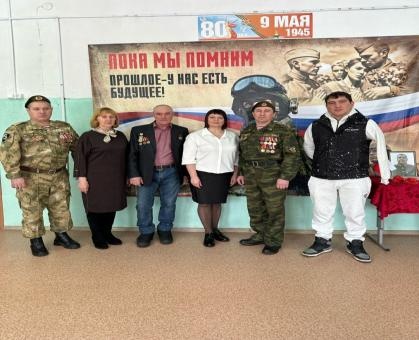 80
9 МАЯ
1945
ПОКА МЫ ПОМНИМ
ПРОШЛОЕ-У НАС ЕСТЬ
БУДУЩЕЕ!